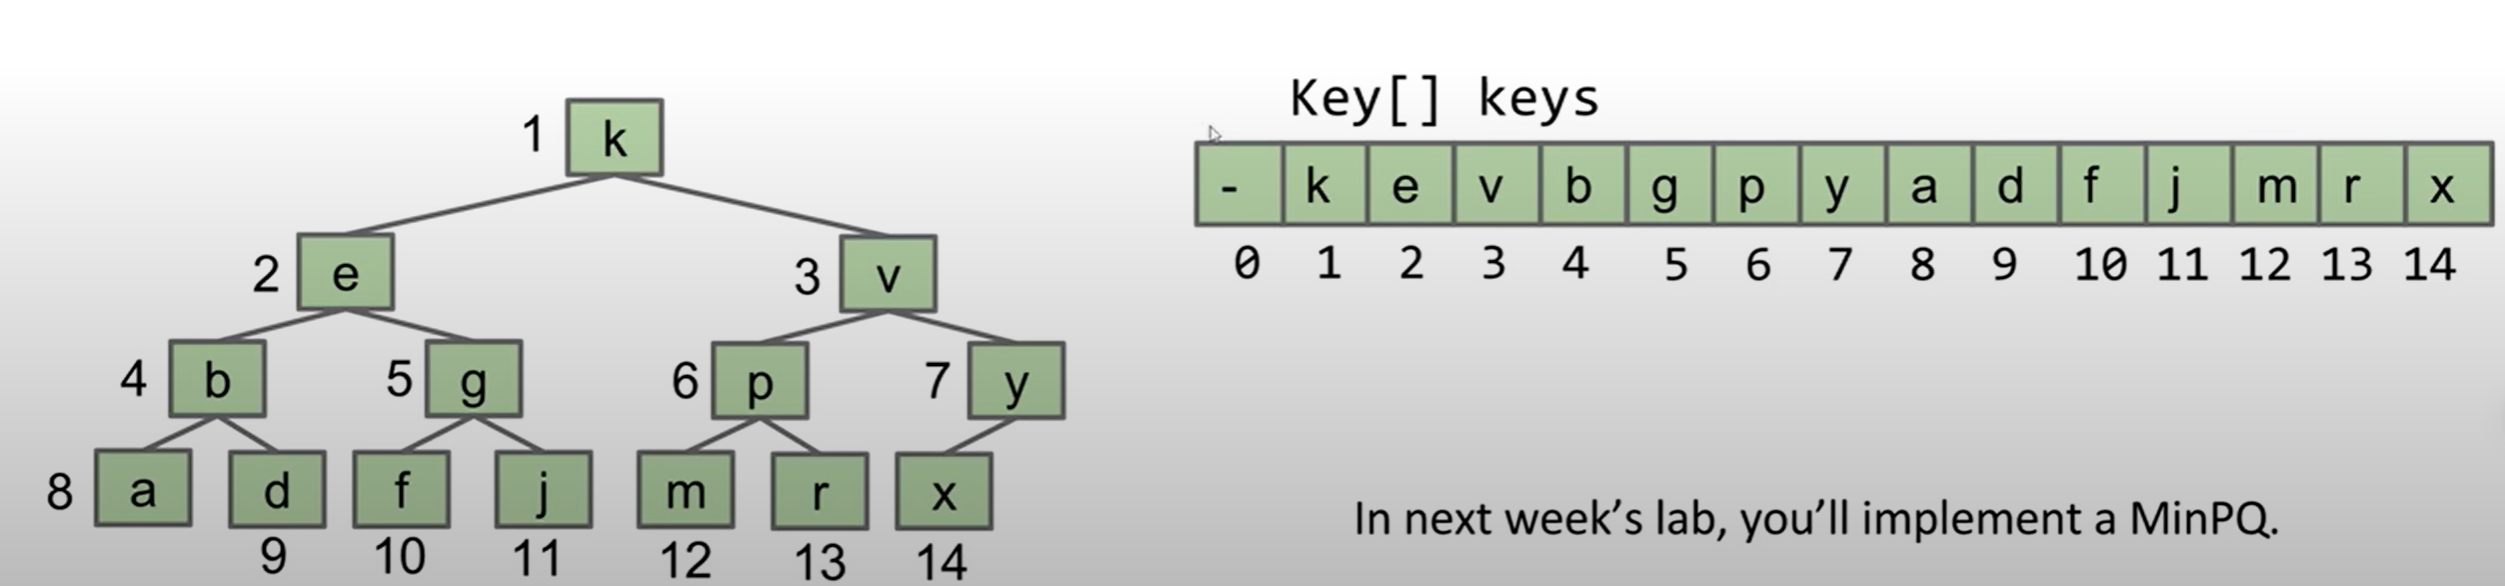 Key[] keys
- k e v b g p y a d f j m r x
0 1 2 3 4 5 6 7 8 9 10 11 12 13 14
1 k
2 e 3 v
4 b 5 g 6 p 7 y
8 a d f j m r x
9 10 11 12 13 14
In next week’s lab, you’ll implement a MinPQ.